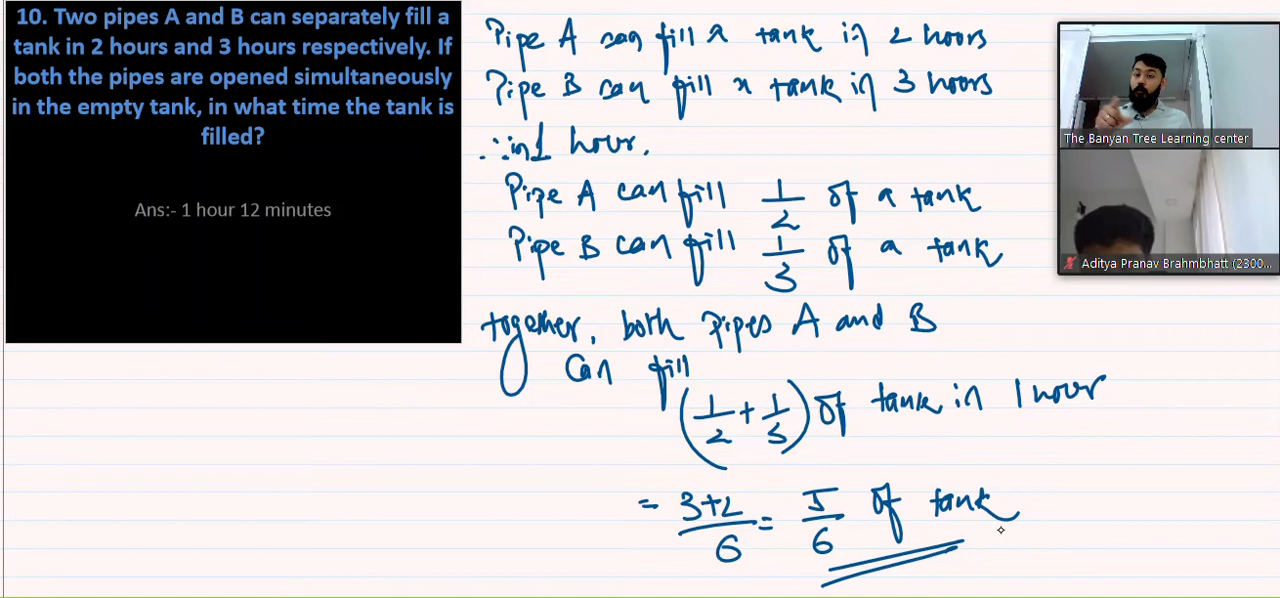 10. Two pipes A and B can separately fill a
tank in 2 hours and 3 hours respectively. If
both the pipes are opened simultaneously
in the empty tank, in what time the tank is
filled?
Ans:- 1 hour 12 minutes
Pipe A can fill x tank in 2 hours
Pipe B can fill x tank in 3 hours
∴ in 1 hour,
Pipe A can fill 1/2 of a tank
Pipe B can fill 1/3 of a tank
together, both Pipes A and B
Can fill
(1/2 + 1/3) of tank in 1 hour
= 3+2/6 = 5/6 of tank
The Banyan Tree Learning center
Aditya Pranav Brahmbhatt (2300...